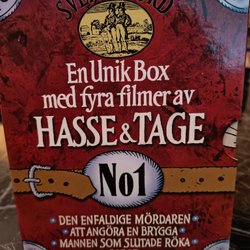 En Unik Box
med fyra filmer av
HASSE & TAGE
No1
• DEN ENFALDIGE MÖRDAREN
• ATT ANGÖRA EN BRYGGA
• MANNEN SOM SLUTADE RÖKA